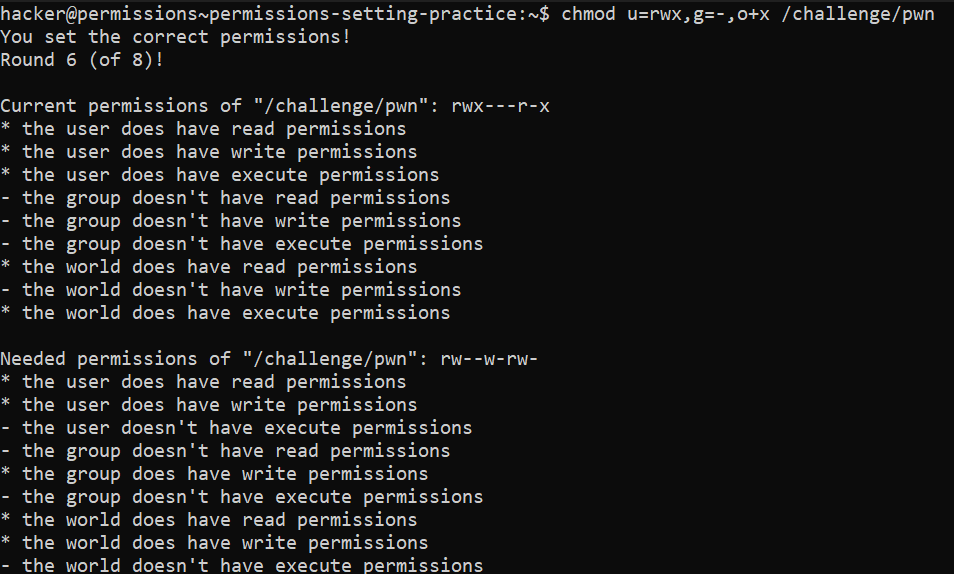 hacker@permissions~permissions-setting-practice:~$ chmod u=rwx,g=-,o+x /challenge/pwn
You set the correct permissions!
Round 6 (of 8)!
Current permissions of "/challenge/pwn": rwx---r-x
* the user does have read permissions
* the user does have write permissions
* the user does have execute permissions
- the group doesn't have read permissions
- the group doesn't have write permissions
- the group doesn't have execute permissions
* the world does have read permissions
- the world doesn't have write permissions
* the world does have execute permissions
Needed permissions of "/challenge/pwn": rw--w-rw-
* the user does have read permissions
* the user does have write permissions
- the user doesn't have execute permissions
- the group doesn't have read permissions
* the group does have write permissions
- the group doesn't have execute permissions
* the world does have read permissions
* the world does have write permissions
- the world doesn't have execute permissions